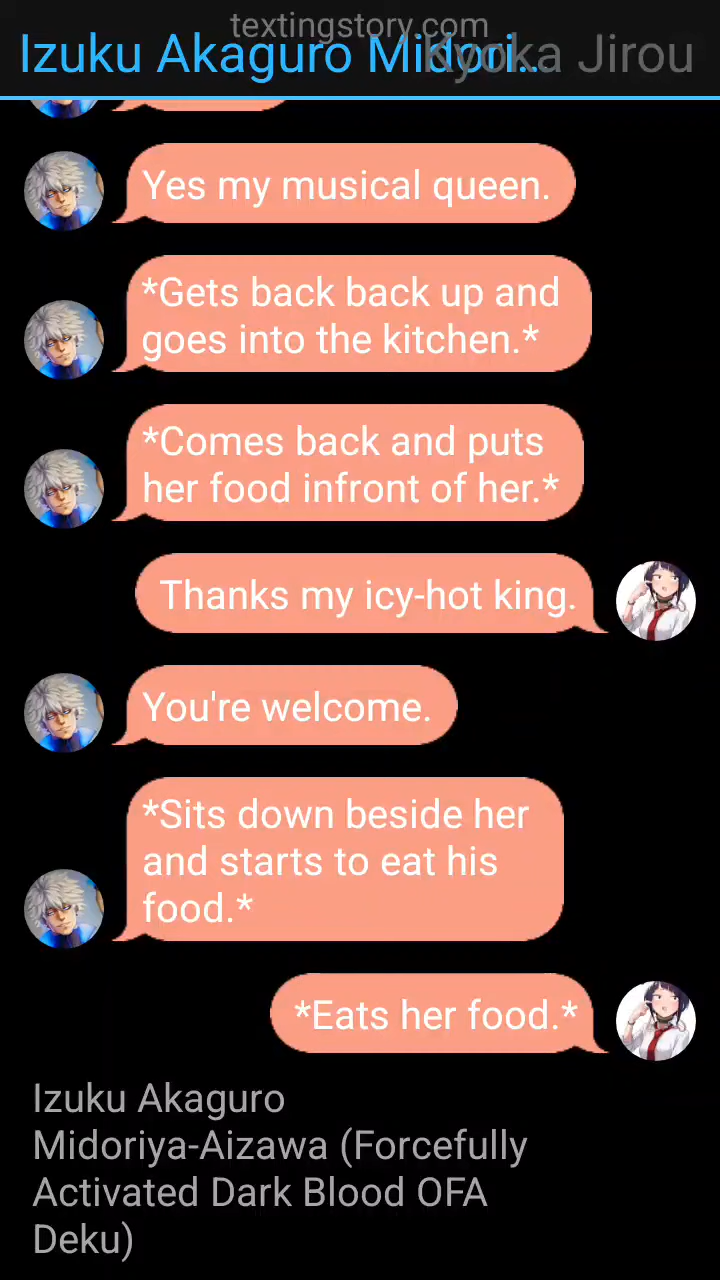 textingstory.com
Izuku Akaguro Midori...
Kyoka Jirou
Yes my musical queen.
*Gets back back up and
goes into the kitchen.*
*Comes back and puts
her food infront of her.*
Thanks my icy-hot king.
You're welcome.
*Sits down beside her
and starts to eat his
food.*
*Eats her food.*
Izuku Akaguro
Midoriya-Aizawa (Forcefully
Activated Dark Blood OFA
Deku)